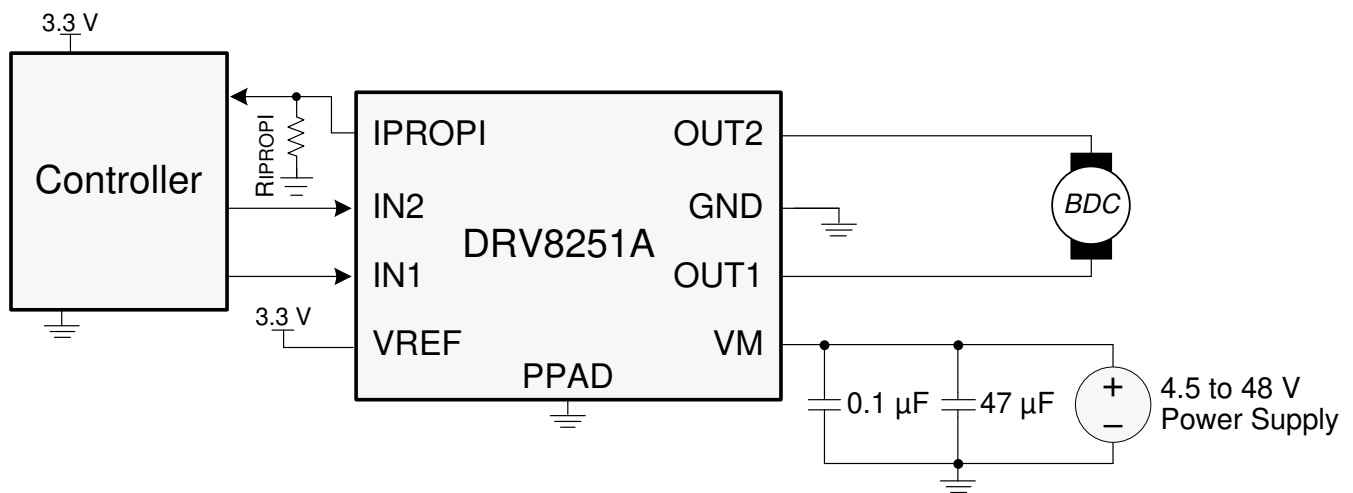 3.3 V
Controller
RIPROPI
3.3 V
IPROPI
IN2
IN1
VREF
DRV8251A
PPAD
OUT2
GND
OUT1
VM
BDC
0.1 µF
47 µF
+
–
4.5 to 48 V
Power Supply